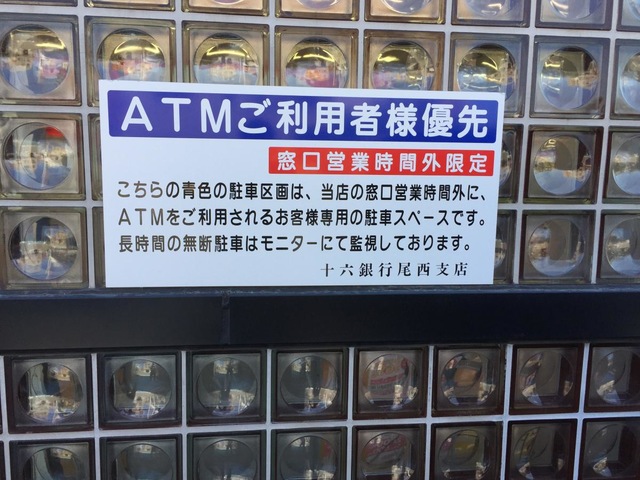 ATMご利用者様優先
窓口営業時間外限定
こちらの青色の駐車区画は、当店の窓口営業時間外に、
ATMをご利用されるお客様専用の駐車スペースです。
長時間の無断駐車はモニターにて監視しております。
十六銀行尾西支店